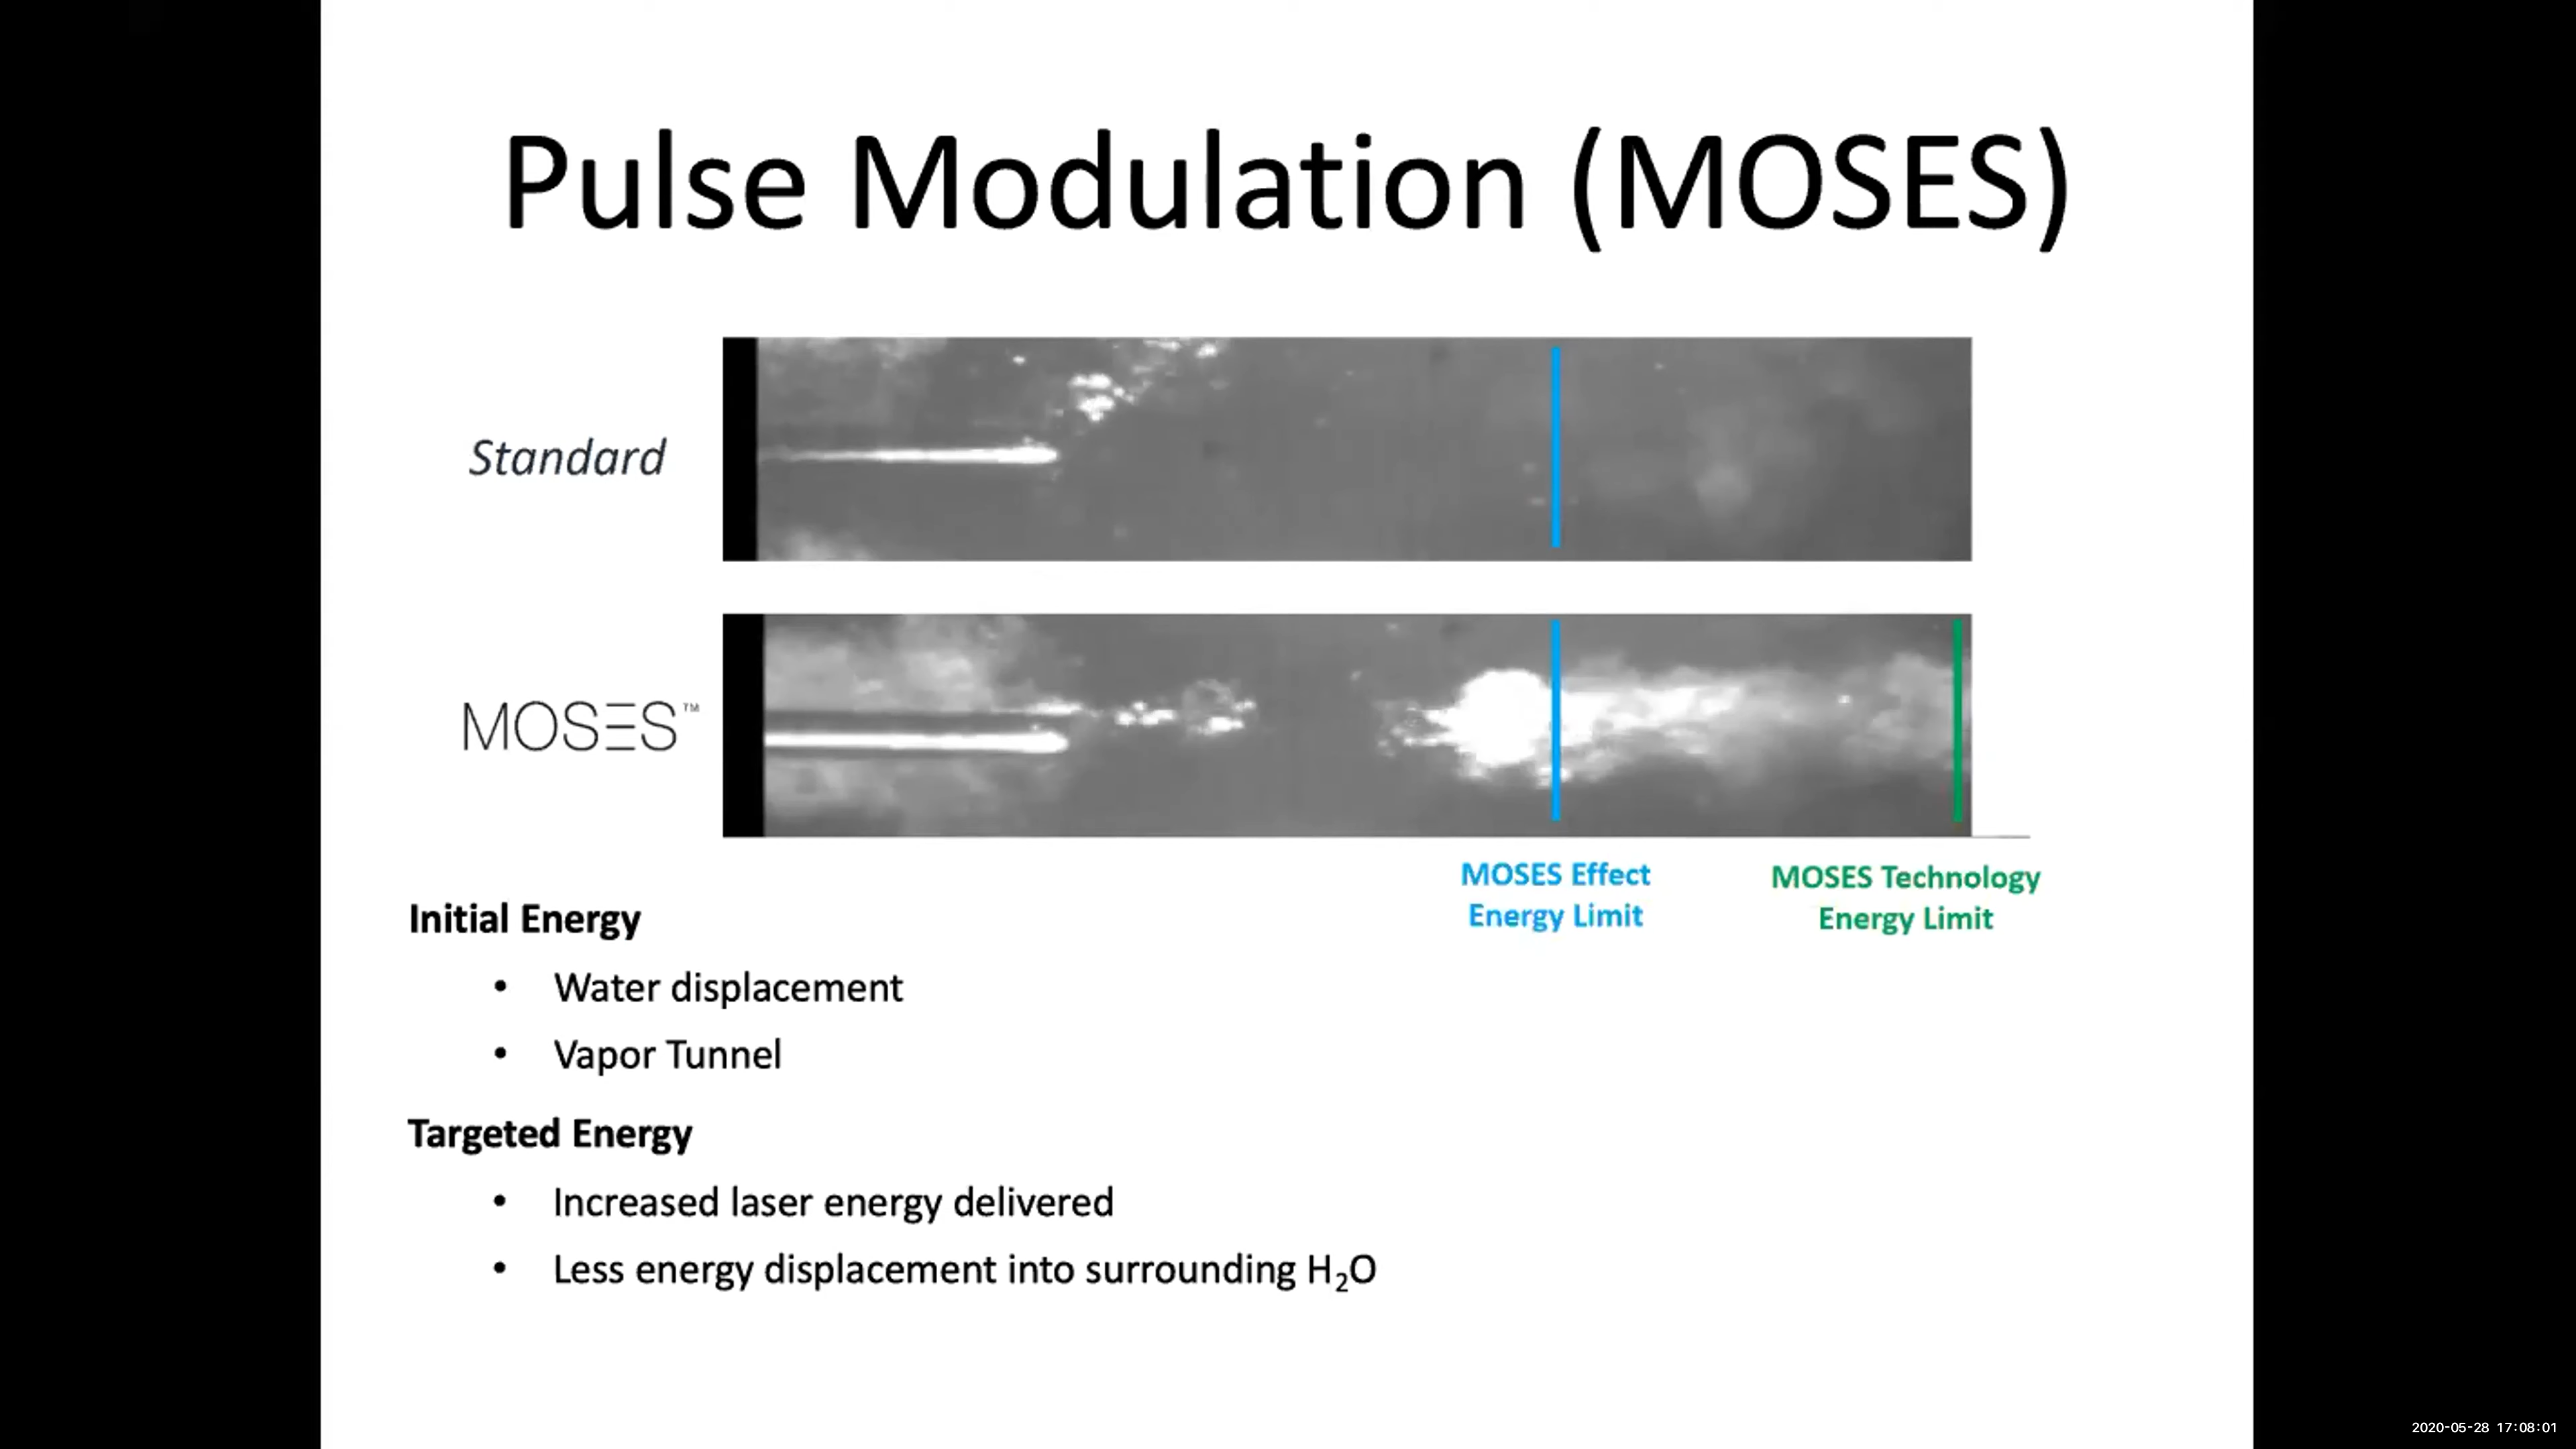 Pulse Modulation (MOSES)
Standard
MOSES™
MOSES Effect
Energy Limit
MOSES Technology
Energy Limit
Initial Energy
• Water displacement
• Vapor Tunnel
Targeted Energy
• Increased laser energy delivered
• Less energy displacement into surrounding H₂O
2020-05-28 17:08:01